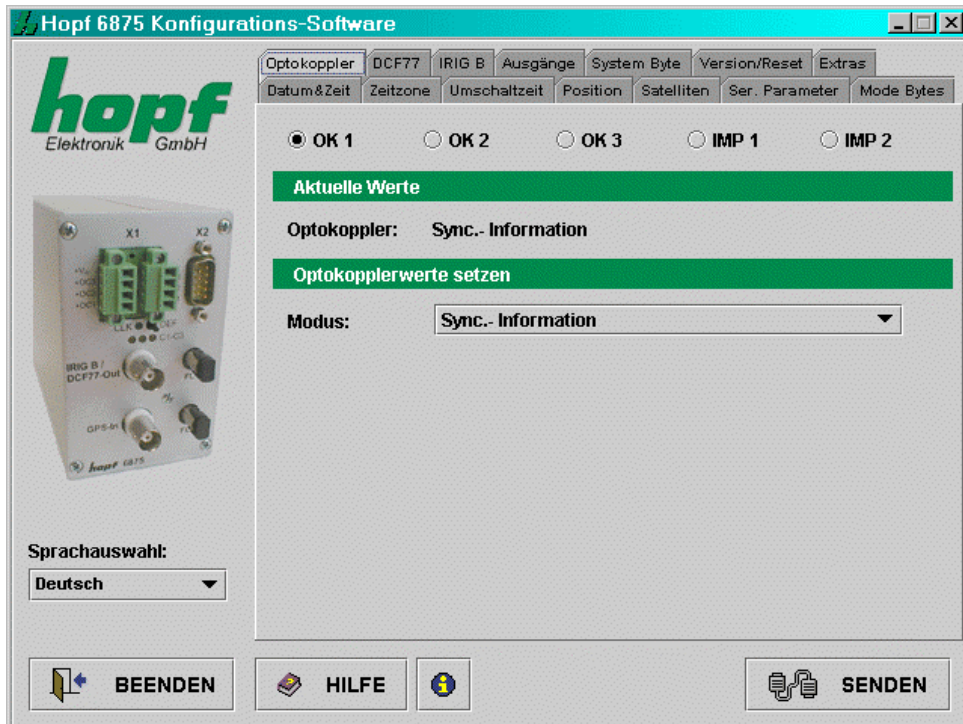 Hopf 6875 Konfigurations-Software
hopf
Elektronik GmbH
Optokoppler DCF77 IRIG B Ausgänge System Byte Version/Reset Extras
Datum&Zeit Zeitzone Umschaltzeit Position Satelliten Ser. Parameter Mode Bytes
OK 1 OK 2 OK 3 IMP 1 IMP 2
Aktuelle Werte
Optokoppler: Sync.- Information
Optokopplerwerte setzen
Modus: Sync.- Information
X1 X2
IRIG B /
DCF77-Out
GPS-In
hopf 6875
Sprachauswahl:
Deutsch
BEENDEN HILFE SENDEN